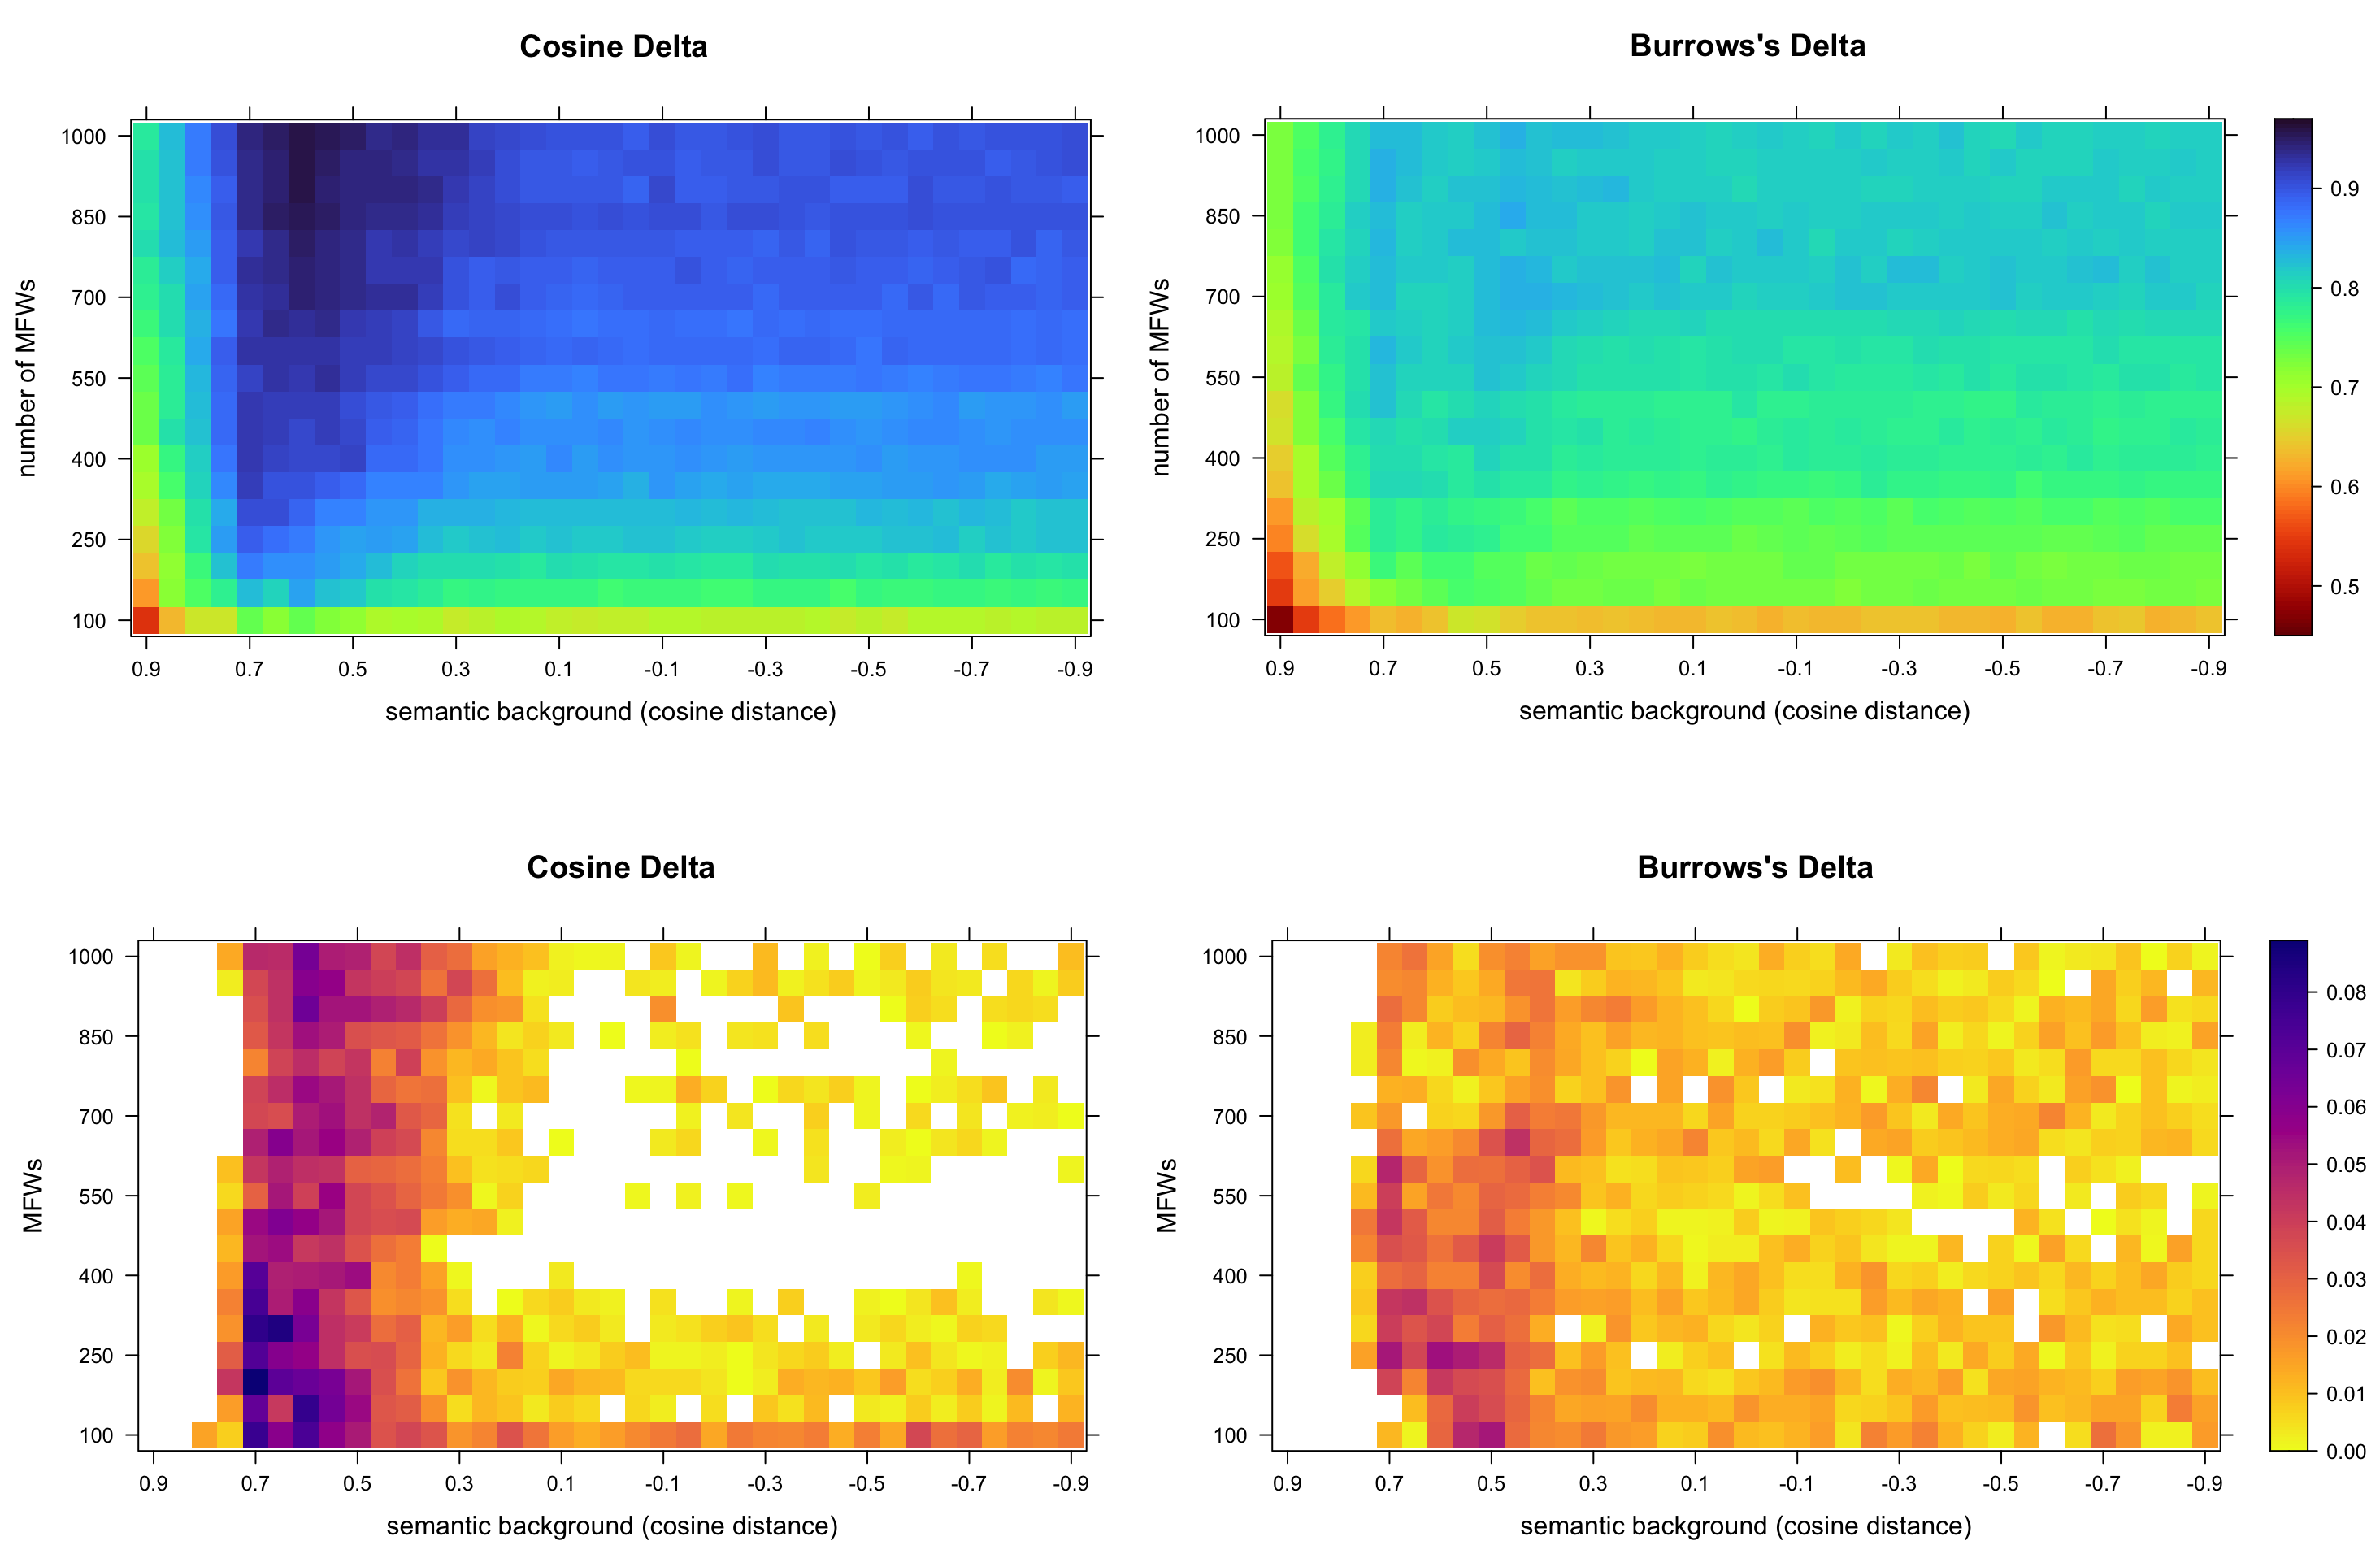 Cosine Delta
Burrows's Delta
number of MFWs
1000
850
700
550
400
250
100
0.9 0.7 0.5 0.3 0.1 -0.1 -0.3 -0.5 -0.7 -0.9
semantic background (cosine distance)
number of MFWs
1000
850
700
550
400
250
100
0.9 0.7 0.5 0.3 0.1 -0.1 -0.3 -0.5 -0.7 -0.9
semantic background (cosine distance)
0.9
0.8
0.7
0.6
0.5
Cosine Delta
Burrows's Delta
MFWs
1000
850
700
550
400
250
100
0.9 0.7 0.5 0.3 0.1 -0.1 -0.3 -0.5 -0.7 -0.9
semantic background (cosine distance)
MFWs
1000
850
700
550
400
250
100
0.9 0.7 0.5 0.3 0.1 -0.1 -0.3 -0.5 -0.7 -0.9
semantic background (cosine distance)
0.08
0.07
0.06
0.05
0.04
0.03
0.02
0.01
0.00